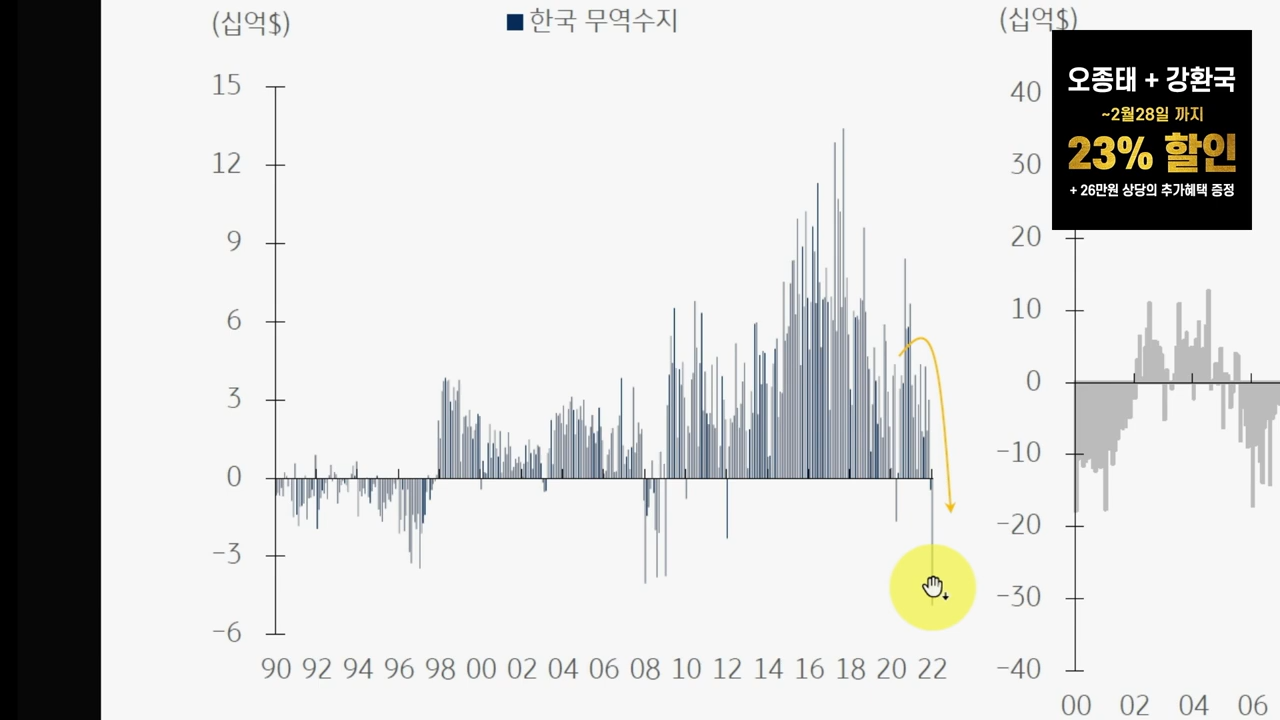 (십억$)
한국 무역수지
15
12
9
6
3
0
−3
−6
90 92 94 96 98 00 02 04 06 08 10 12 14 16 18 20 22
(십억$)
40
30
20
10
0
−10
−20
−30
−40
00 02 04 06
오종태 + 강환국
~2월28일 까지
23% 할인
+ 26만원 상당의 추가혜택 증정